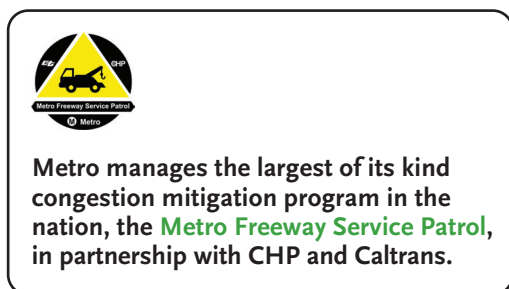 CHP
Metro Freeway Service Patrol
M Metro
Metro manages the largest of its kind
congestion mitigation program in the
nation, the Metro Freeway Service Patrol,
in partnership with CHP and Caltrans.